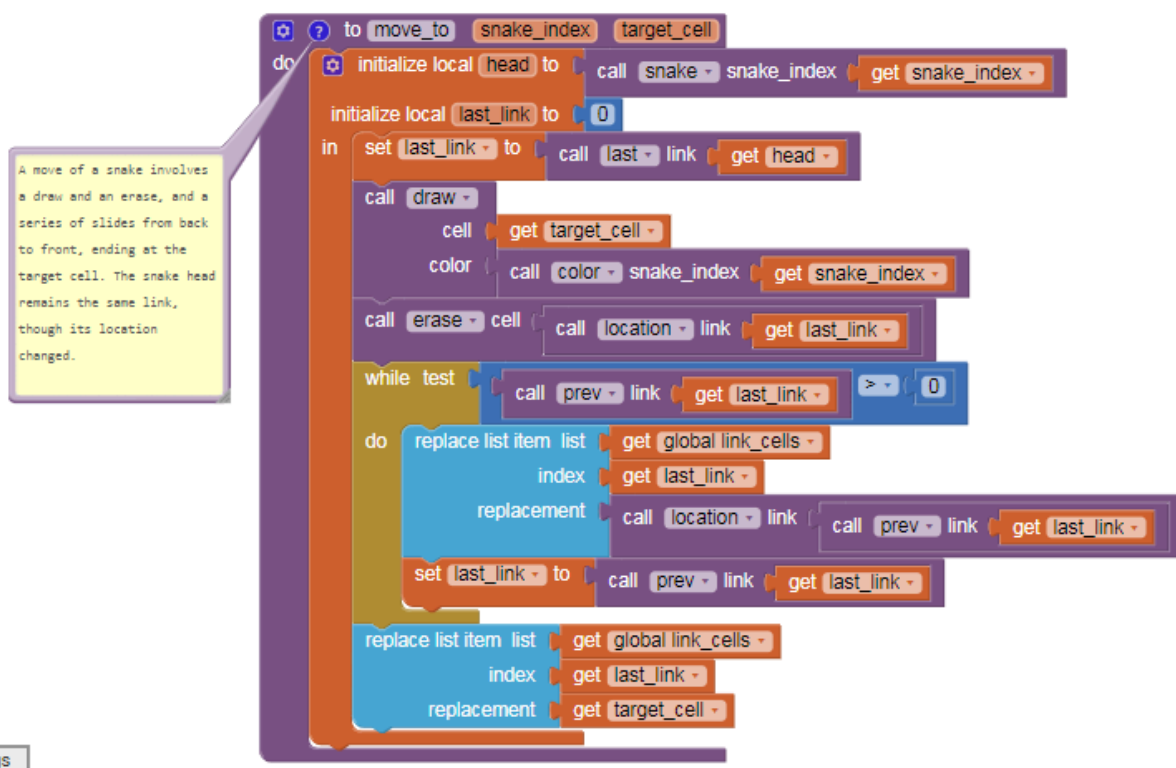 ? to move_to snake_index target_cell
do initialize local head to call snake snake_index get snake_index
initialize local last_link to 0
in set last_link to call last link get head
call draw
cell get target_cell
color call color snake_index get snake_index
call erase cell call location link get last_link
while test call prev link get last_link > 0
do replace list item list get global link_cells
index get last_link
replacement call location link call prev link get last_link
set last_link to call prev link get last_link
replace list item list get global link_cells
index get last_link
replacement get target_cell
A move of a snake involves
a draw and an erase, and a
series of slides from back
to front, ending at the
target cell. The snake head
remains the same link,
though its location
changed.